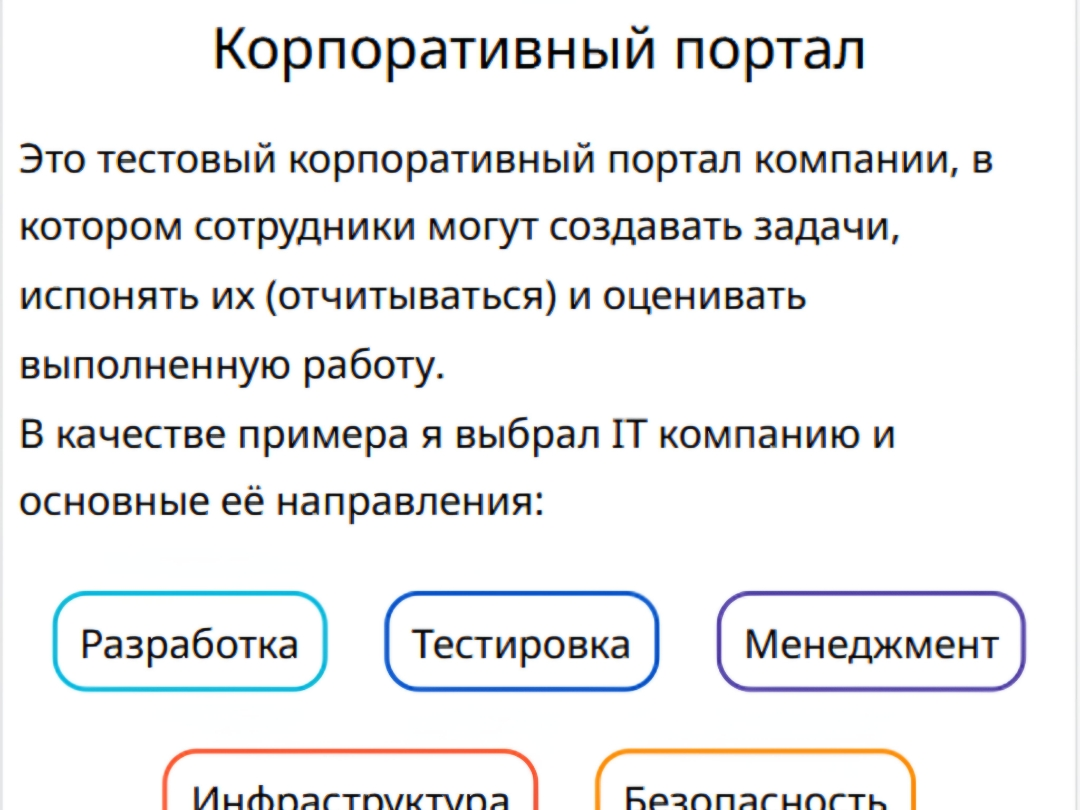 Корпоративный портал
Это тестовый корпоративный портал компании, в
котором сотрудники могут создавать задачи,
испонять их (отчитываться) и оценивать
выполненную работу.
В качестве примера я выбрал IT компанию и
основные её направления:
Разработка Тестировка Менеджмент
Инфраструктура Безопасность